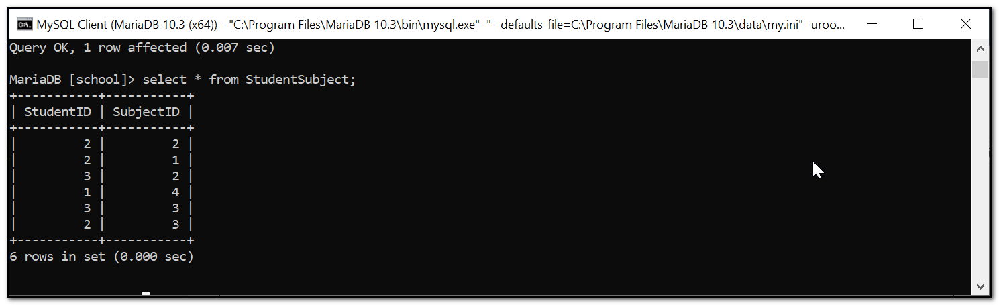 MySQL Client (MariaDB 10.3 (x64)) - "C:\Program Files\MariaDB 10.3\bin\mysql.exe"  "--defaults-file=C:\Program Files\MariaDB 10.3\data\my.ini" -uroo...
Query OK, 1 row affected (0.007 sec)
MariaDB [school]> select * from StudentSubject;
+-----------+-----------+
| StudentID | SubjectID |
+-----------+-----------+
|         2 |         2 |
|         2 |         1 |
|         3 |         2 |
|         1 |         4 |
|         3 |         3 |
|         2 |         3 |
+-----------+-----------+
6 rows in set (0.000 sec)